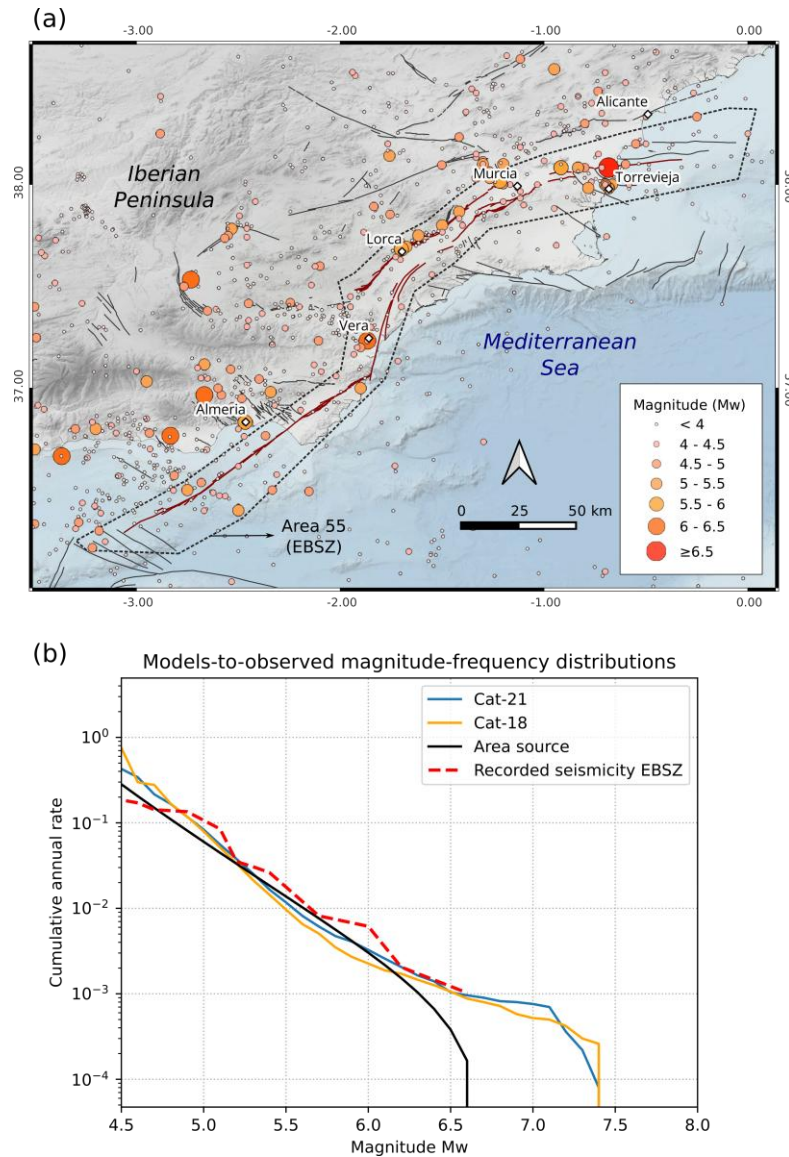 (a)
-3.00 -2.00 -1.00 0.00
Alicante
Iberian
Peninsula
Murcia
38.00
Torrevieja
Lorca
Vera
Mediterranean
Sea
37.00 37.00
Almeria
Magnitude (Mw)
< 4
4 - 4.5
4.5 - 5
5 - 5.5
5.5 - 6
6 - 6.5
≥6.5
0 25 50 km
Area 55
(EBSZ)
-3.00 -2.00 -1.00 0.00
(b)
Models-to-observed magnitude-frequency distributions
Cat-21
Cat-18
Area source
Recorded seismicity EBSZ
10⁰
10⁻¹
10⁻²
10⁻³
10⁻⁴
Cumulative annual rate
4.5 5.0 5.5 6.0 6.5 7.0 7.5 8.0
Magnitude Mw